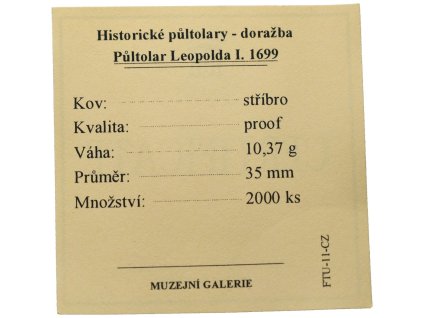 Historické půltolary - doražba
Půltolar Leopolda I. 1699
Kov: stříbro
Kvalita: proof
Váha: 10,37 g
Průměr: 35 mm
Množství: 2000 ks
MUZEJNÍ GALERIE
FTU-11-CZ